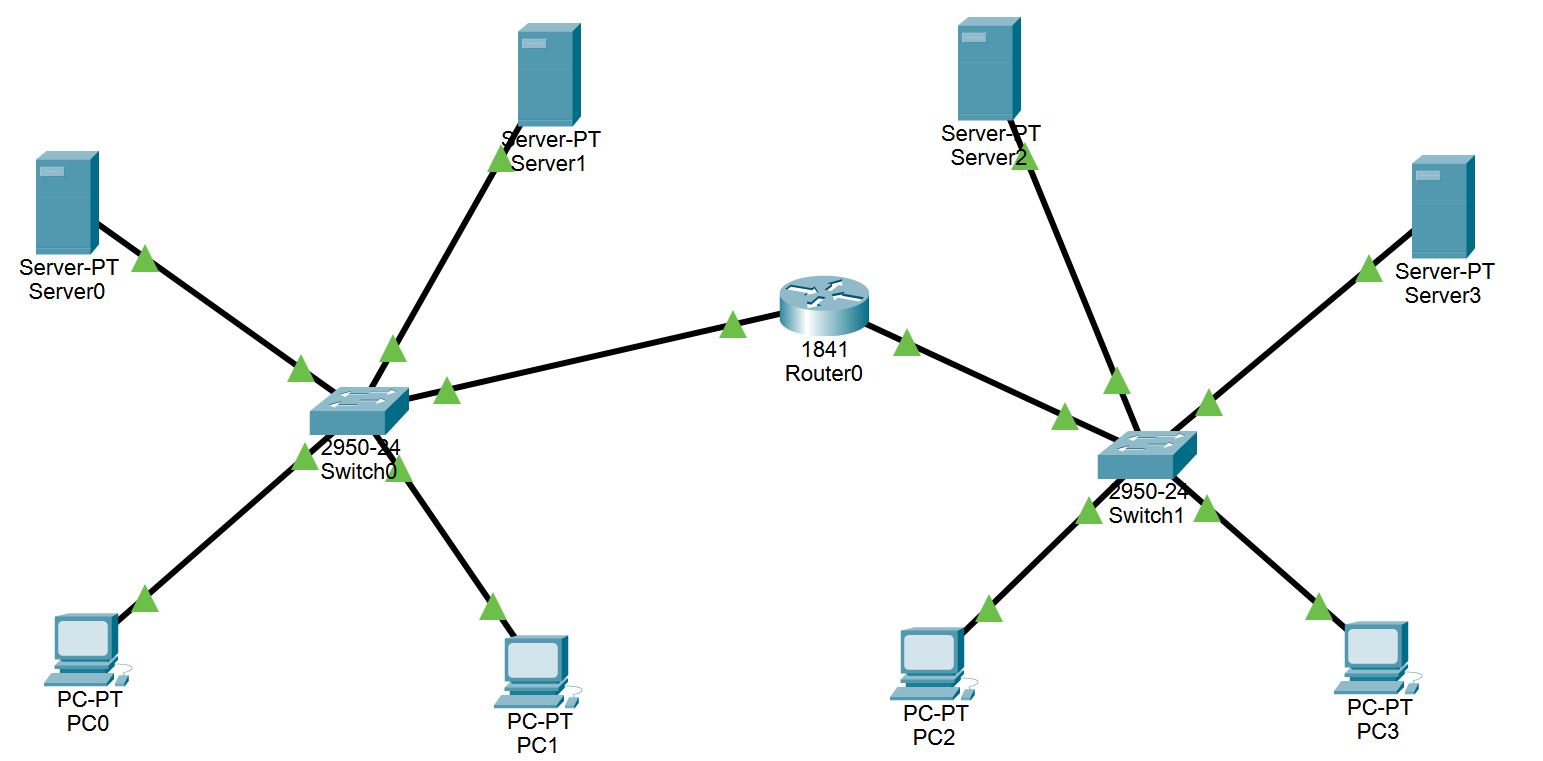 Server-PT
Server1
Server-PT
Server2
Server-PT
Server0
Server-PT
Server3
1841
Router0
2950-24
Switch0
2950-24
Switch1
PC-PT
PC0
PC-PT
PC1
PC-PT
PC2
PC-PT
PC3